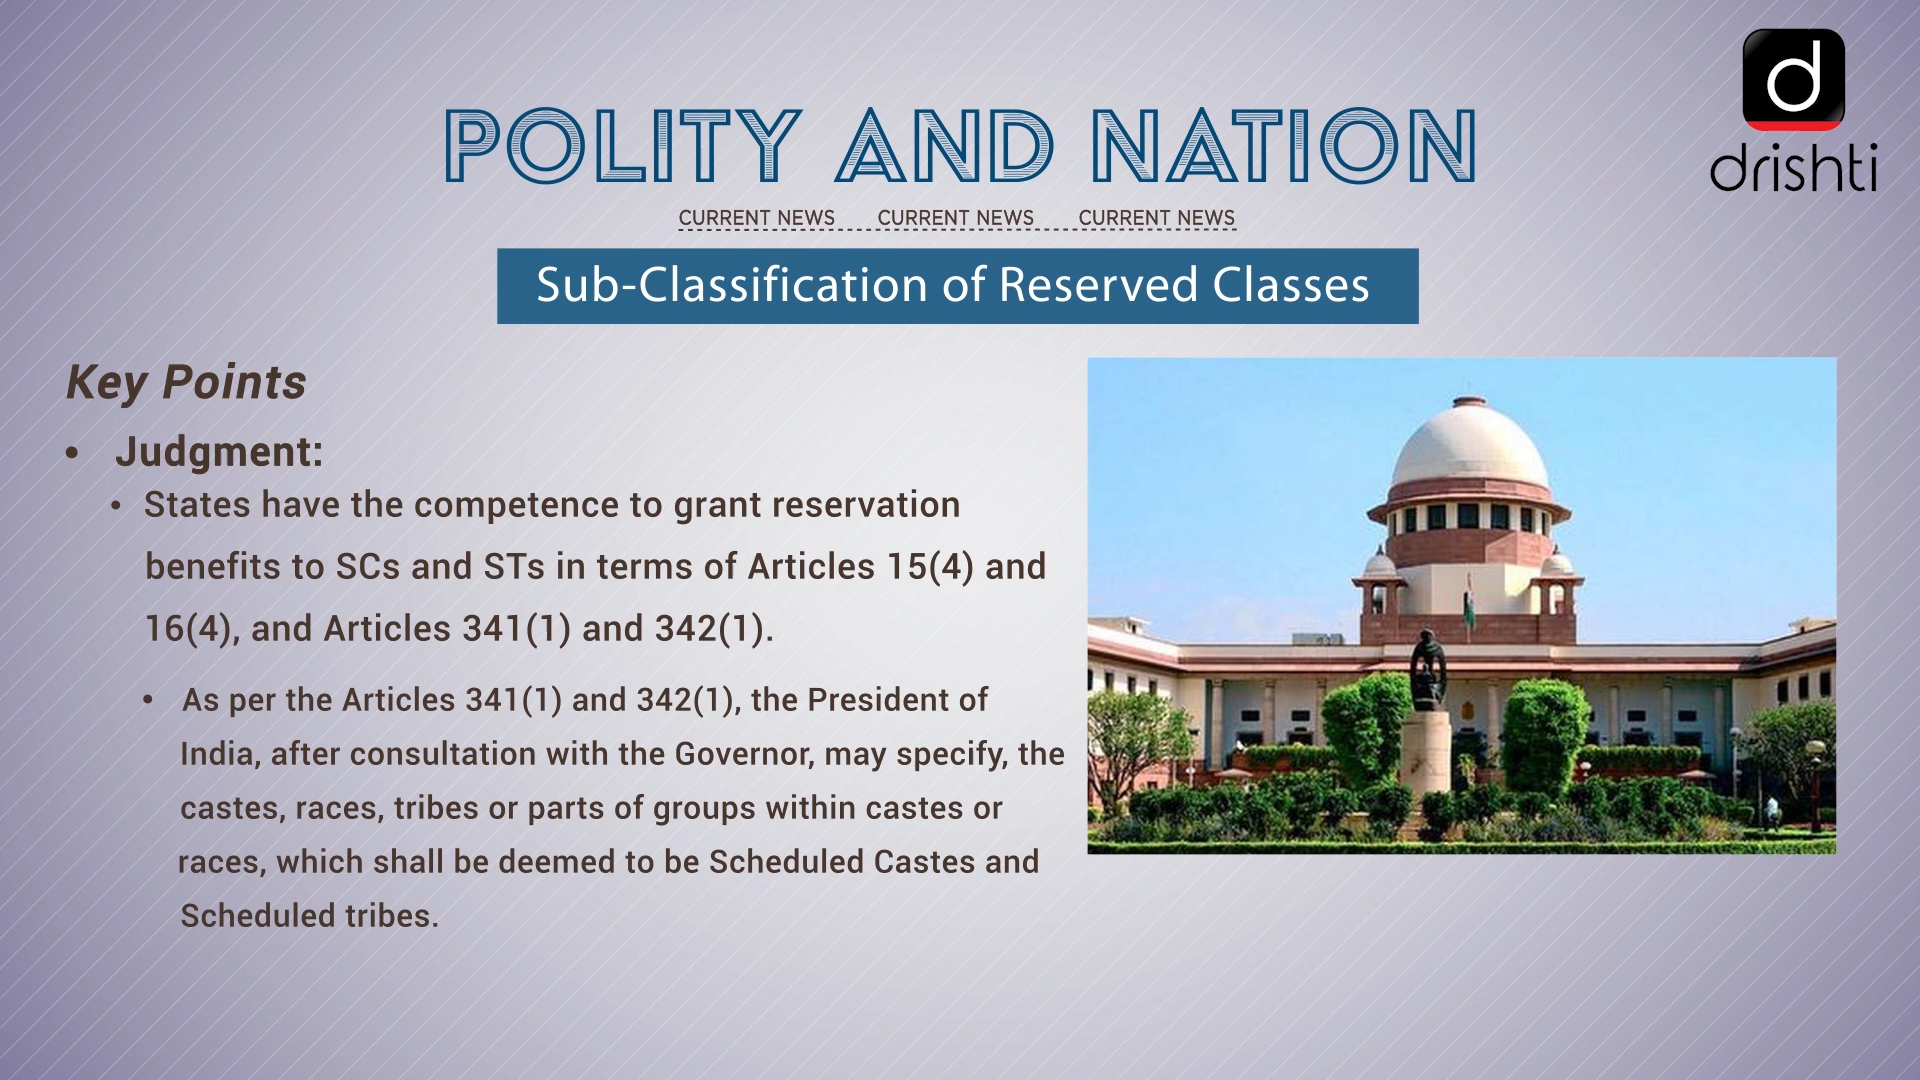 d
drishti
POLITY AND NATION
CURRENT NEWS CURRENT NEWS CURRENT NEWS
Sub-Classification of Reserved Classes
Key Points
• Judgment:
• States have the competence to grant reservation
benefits to SCs and STs in terms of Articles 15(4) and
16(4), and Articles 341(1) and 342(1).
• As per the Articles 341(1) and 342(1), the President of
India, after consultation with the Governor, may specify, the
castes, races, tribes or parts of groups within castes or
races, which shall be deemed to be Scheduled Castes and
Scheduled tribes.